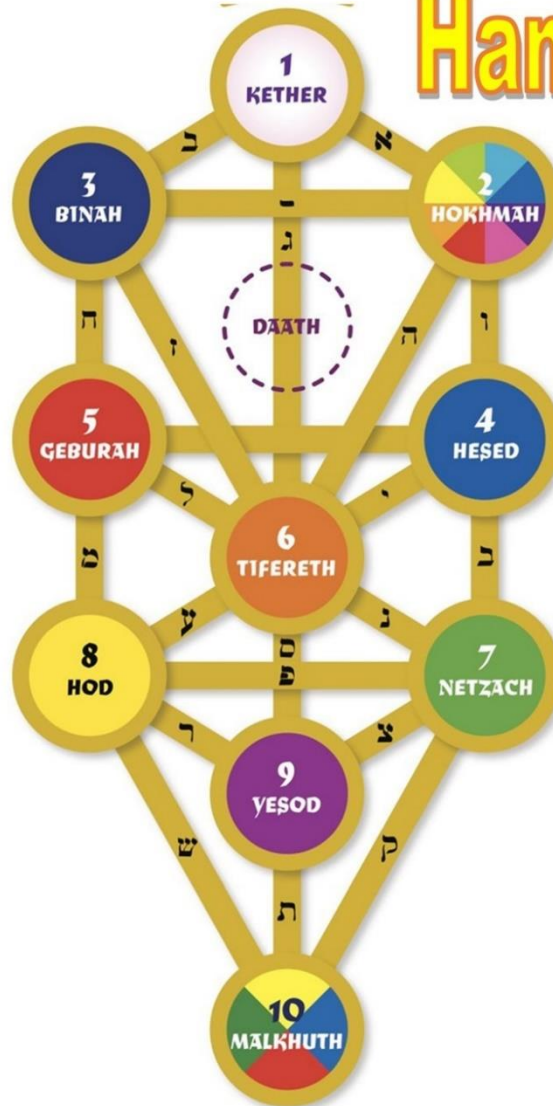 Han
1
KETHER
ב
א
3
BINAH
2
HOKHMAH
ג
DAATH
ח
ז
ה
ו
5
GEBURAH
4
HESED
ל
י
6
TIFERETH
מ
כ
ע
נ
ס
פ
8
HOD
7
NETZACH
ר
צ
9
YESOD
ש
ק
ת
10
MALKHUTH